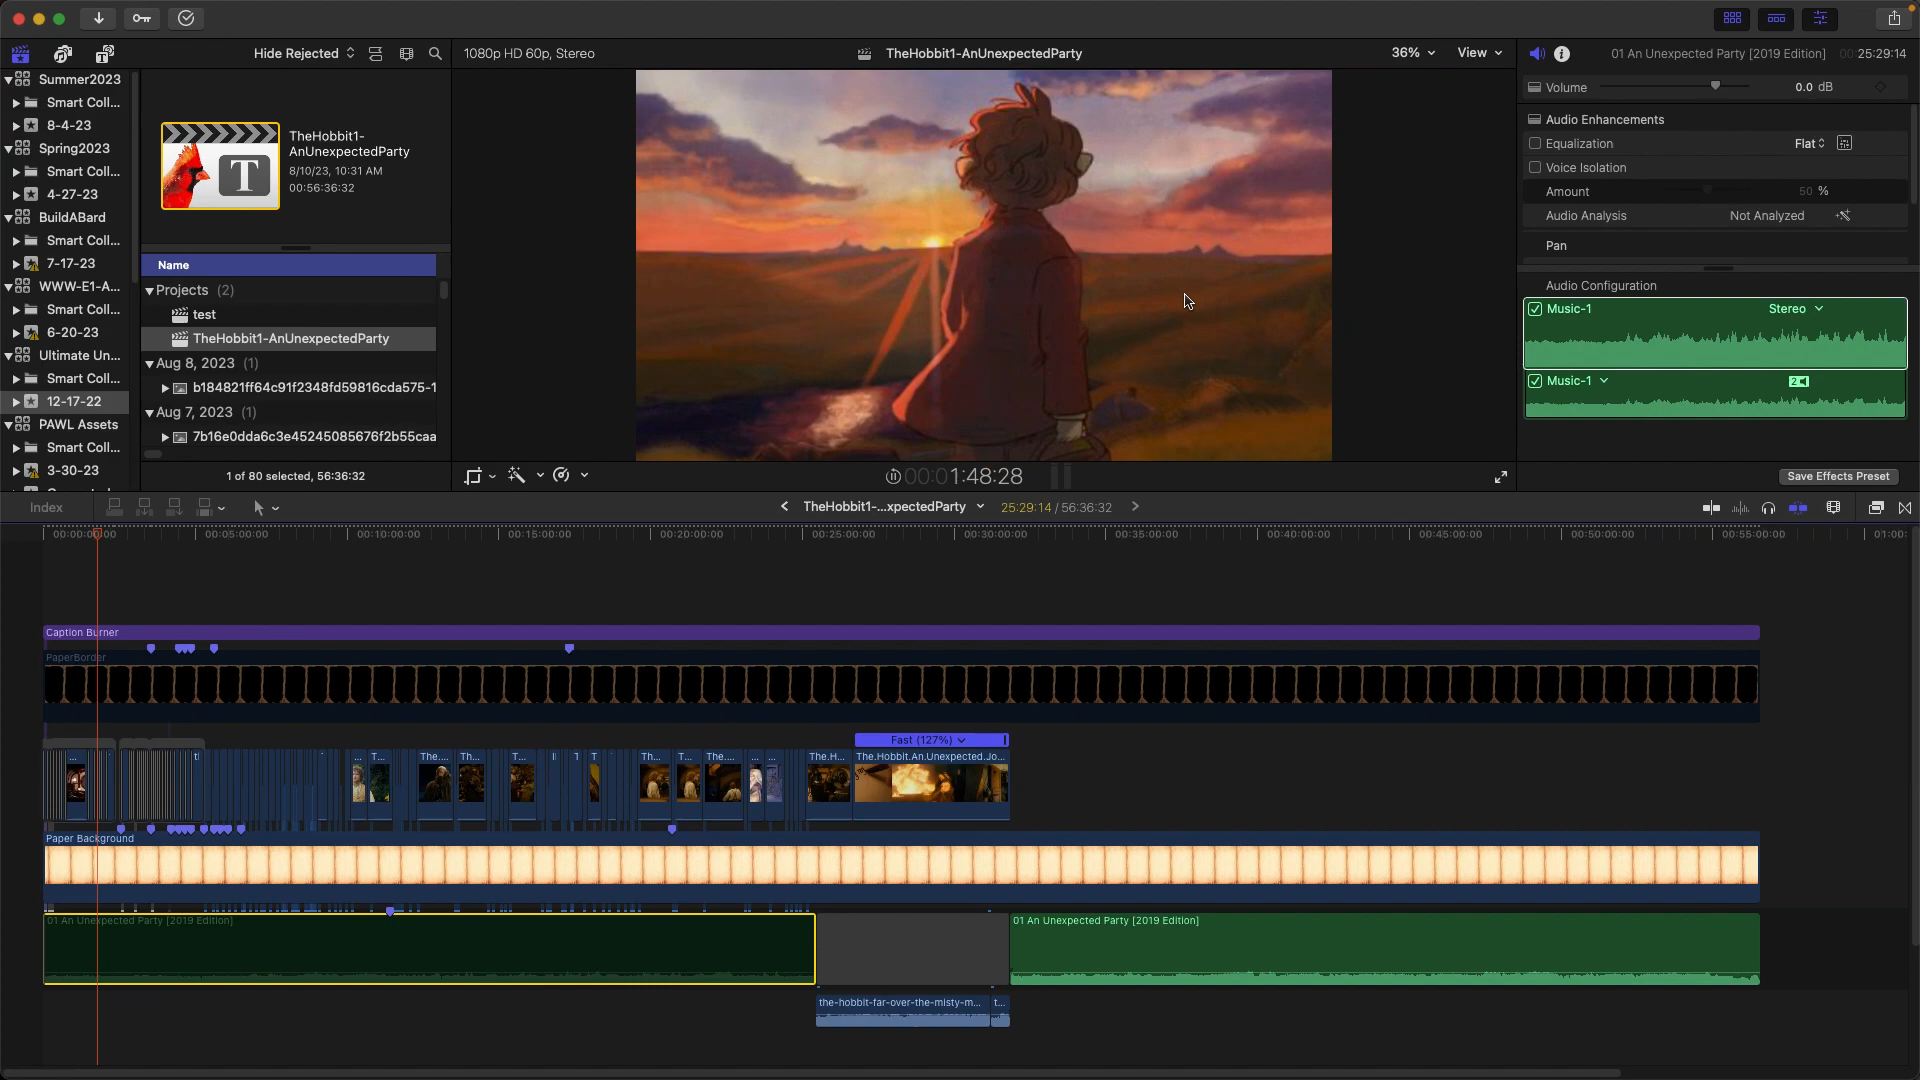 Hide Rejected
1080p HD 60p, Stereo
TheHobbit1-AnUnexpectedParty
36%
View
01 An Unexpected Party [2019 Edition]
00:25:29:14
Summer2023
Smart Coll...
8-4-23
Spring2023
Smart Coll...
4-27-23
BuildABard
Smart Coll...
7-17-23
WWW-E1-A...
Smart Coll...
6-20-23
Ultimate Un...
Smart Coll...
12-17-22
PAWL Assets
Smart Coll...
3-30-23
T
TheHobbit1-
AnUnexpectedParty
8/10/23, 10:31 AM
00:56:36:32
Name
Projects (2)
test
TheHobbit1-AnUnexpectedParty
Aug 8, 2023 (1)
b184821ff64c91f2348fd59816cda575-1
Aug 7, 2023 (1)
7b16e0dda6c3e45245085676f2b55caa
1 of 80 selected, 56:36:32
00:01:48:28
Volume
0.0 dB
Audio Enhancements
Equalization
Flat
Voice Isolation
Amount
50 %
Audio Analysis
Not Analyzed
Pan
Audio Configuration
Music-1
Stereo
Music-1
2
Save Effects Preset
Index
TheHobbit1-...xpectedParty
25:29:14 / 56:36:32
00:00:00:00
00:05:00:00
00:10:00:00
00:15:00:00
00:20:00:00
00:25:00:00
00:30:00:00
00:35:00:00
00:40:00:00
00:45:00:00
00:50:00:00
00:55:00:00
01:00:
Caption Burner
PaperBorder
Fast (127%)
...
... T... The.... Th... T... T Th... T... The.... ... ... The.H... The.Hobbit.An.Unexpected.Jo...
Paper Background
01 An Unexpected Party [2019 Edition]
01 An Unexpected Party [2019 Edition]
the-hobbit-far-over-the-misty-m...
t...